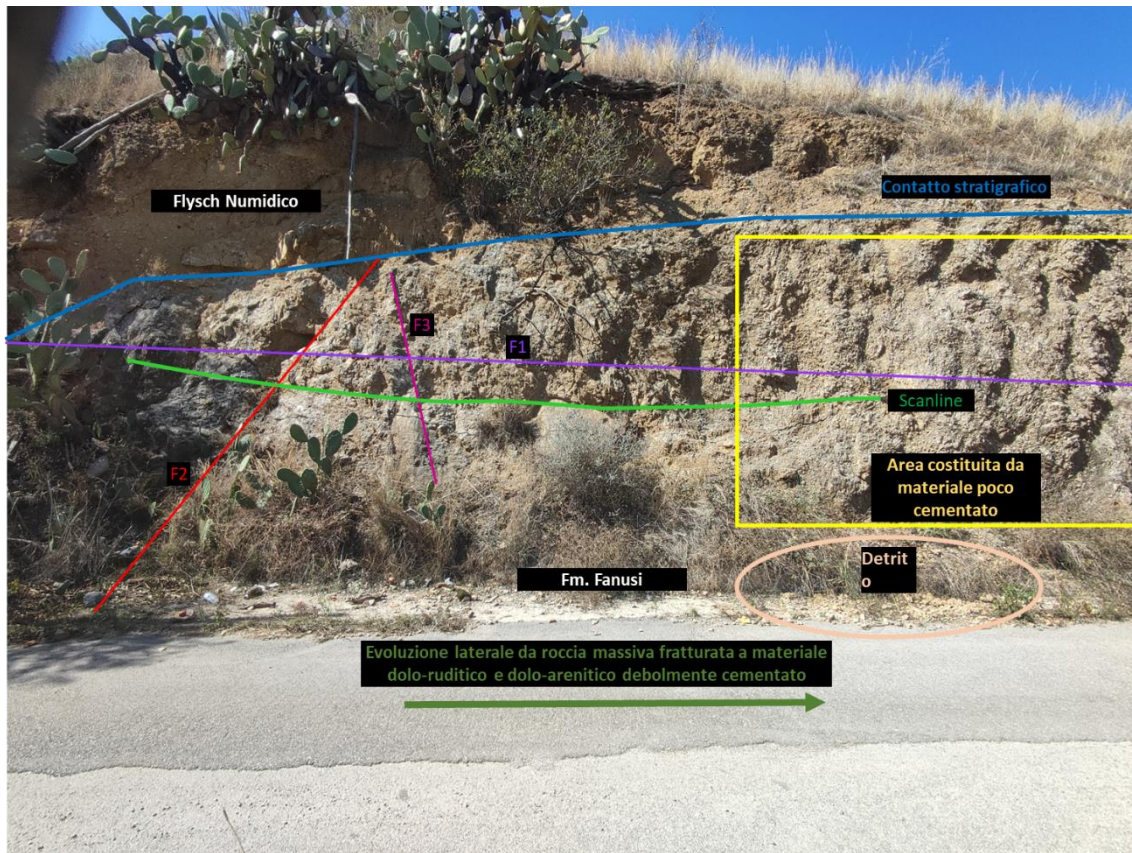 Contatto stratigrafico
Flysch Numidico
F3
F1
Scanline
F2
Area costituita da
materiale poco
cementato
Detrit
o
Fm. Fanusi
Evoluzione laterale da roccia massiva fratturata a materiale
dolo-ruditico e dolo-arenitico debolmente cementato